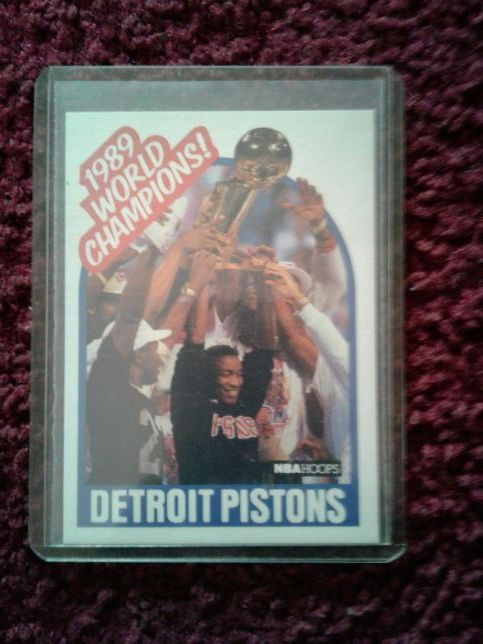 1989
WORLD
CHAMPIONS!
NBA HOOPS
DETROIT PISTONS